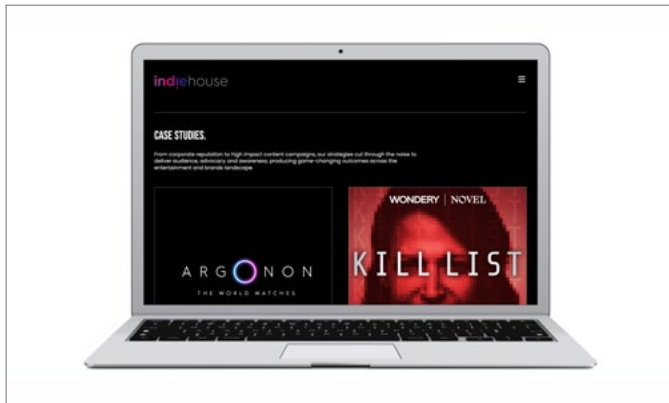 indiehouse
CASE STUDIES.
From corporate reputation to high impact content campaigns, our strategies cut through the noise to
deliver audience, advocacy and awareness, producing game-changing outcomes across the
entertainment and brands landscape.
ARGONON
THE WORLD WATCHES
WONDERY | NOVEL
KILL LIST